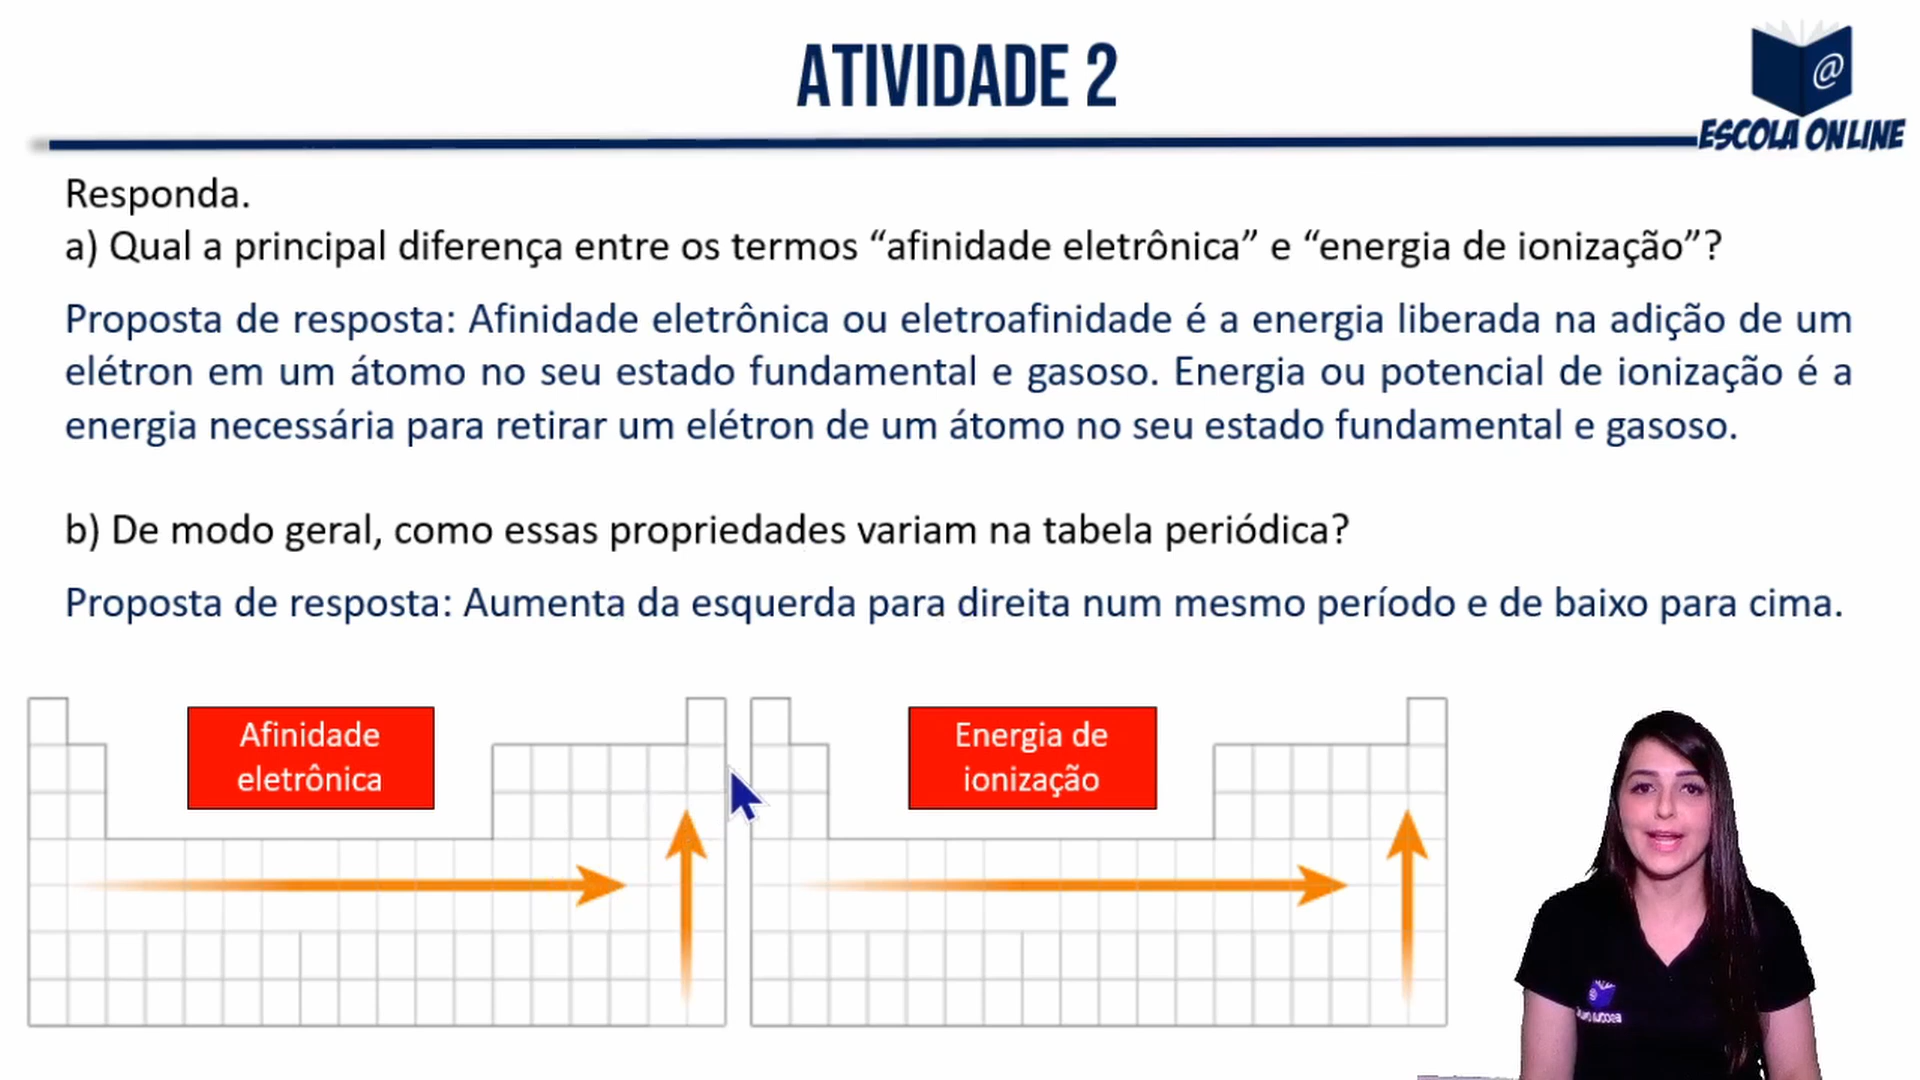 ATIVIDADE 2
@
ESCOLA ONLINE
Responda.
a) Qual a principal diferença entre os termos “afinidade eletrônica” e “energia de ionização”?
Proposta de resposta: Afinidade eletrônica ou eletroafinidade é a energia liberada na adição de um
elétron em um átomo no seu estado fundamental e gasoso. Energia ou potencial de ionização é a
energia necessária para retirar um elétron de um átomo no seu estado fundamental e gasoso.
b) De modo geral, como essas propriedades variam na tabela periódica?
Proposta de resposta: Aumenta da esquerda para direita num mesmo período e de baixo para cima.
Afinidade
eletrônica
Energia de
ionização